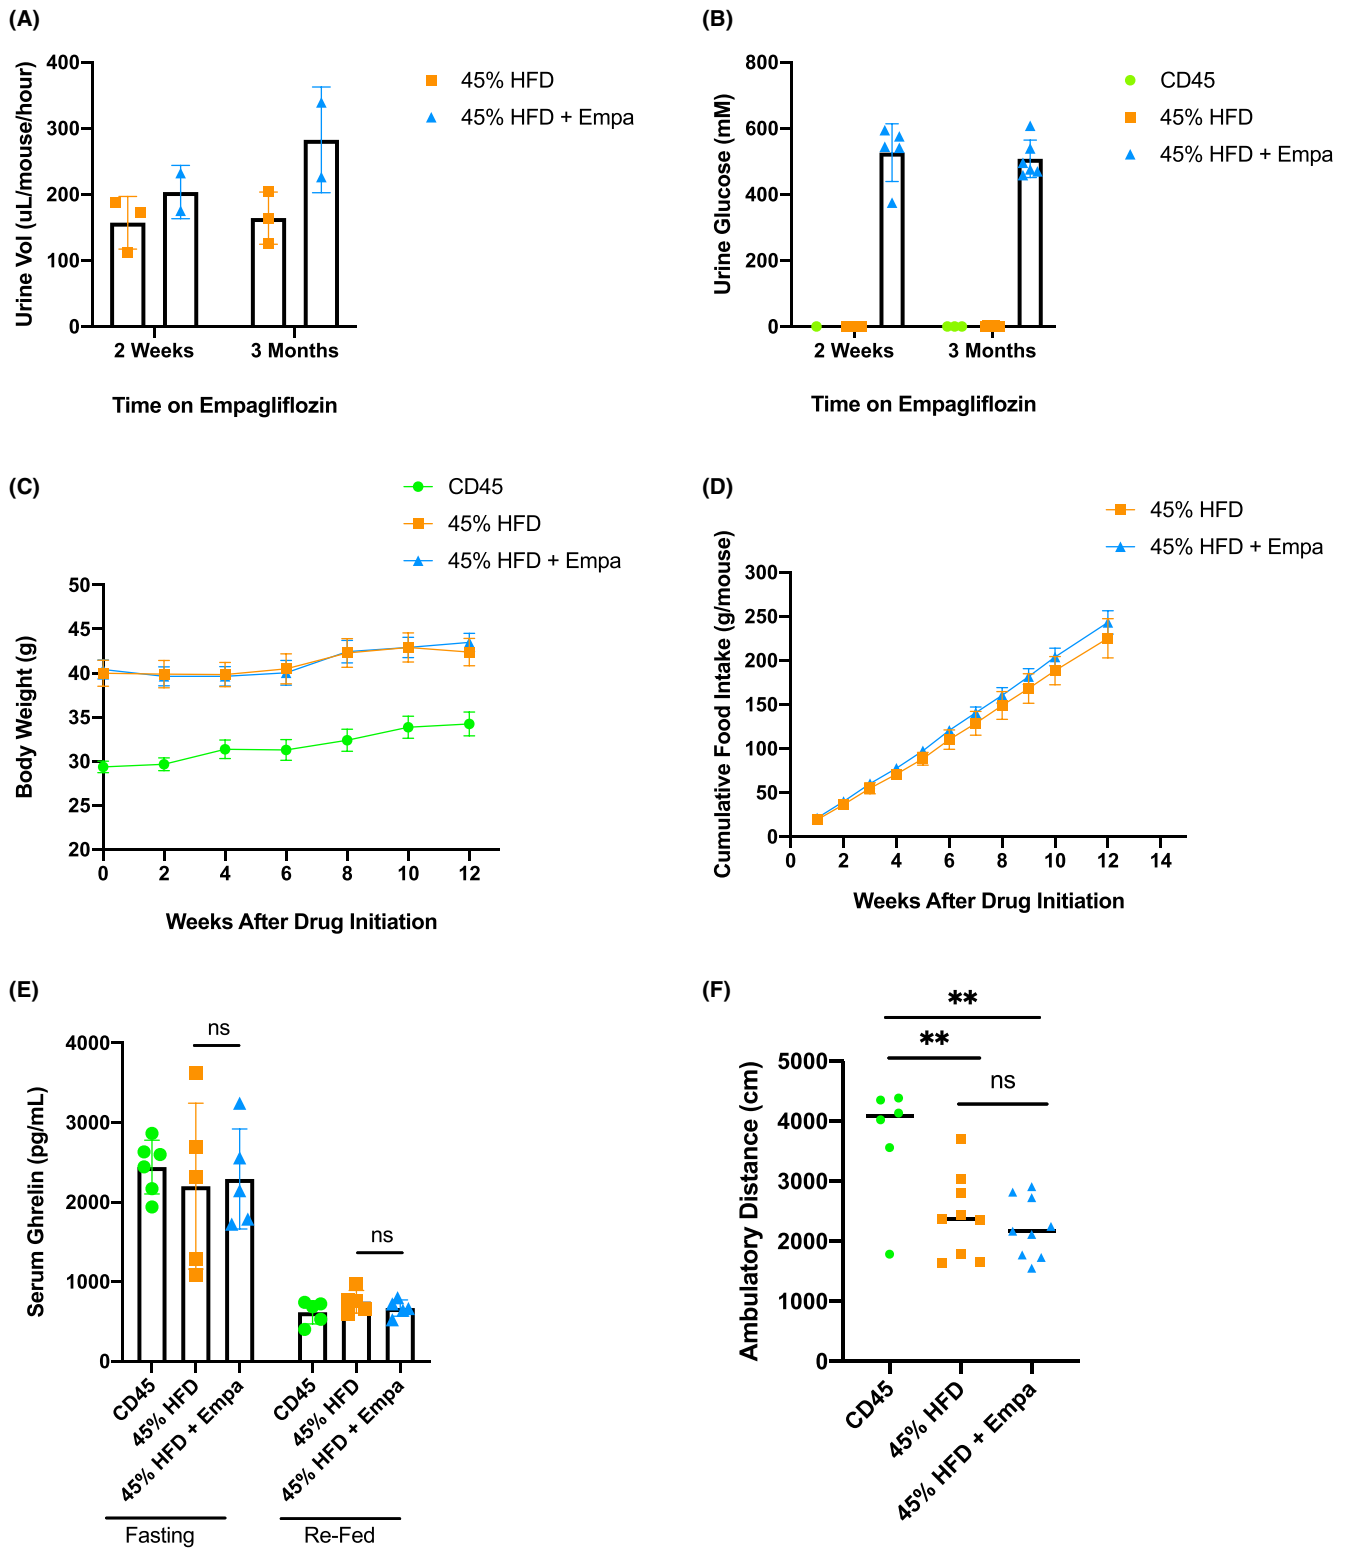 (A)
400
300
200
100
0
Urine Vol (uL/mouse/hour)
45% HFD
45% HFD + Empa
2 Weeks
3 Months
Time on Empagliflozin
(B)
800
600
400
200
0
Urine Glucose (mM)
CD45
45% HFD
45% HFD + Empa
2 Weeks
3 Months
Time on Empagliflozin
(C)
CD45
45% HFD
45% HFD + Empa
50
45
40
35
30
25
20
Body Weight (g)
0 2 4 6 8 10 12
Weeks After Drug Initiation
(D)
45% HFD
45% HFD + Empa
300
250
200
150
100
50
0
Cumulative Food Intake (g/mouse)
0 2 4 6 8 10 12 14
Weeks After Drug Initiation
(E)
4000
3000
2000
1000
0
Serum Ghrelin (pg/mL)
ns
ns
CD45
45% HFD
45% HFD + Empa
CD45
45% HFD
45% HFD + Empa
Fasting
Re-Fed
(F)
**
**
ns
5000
4000
3000
2000
1000
0
Ambulatory Distance (cm)
CD45
45% HFD
45% HFD + Empa